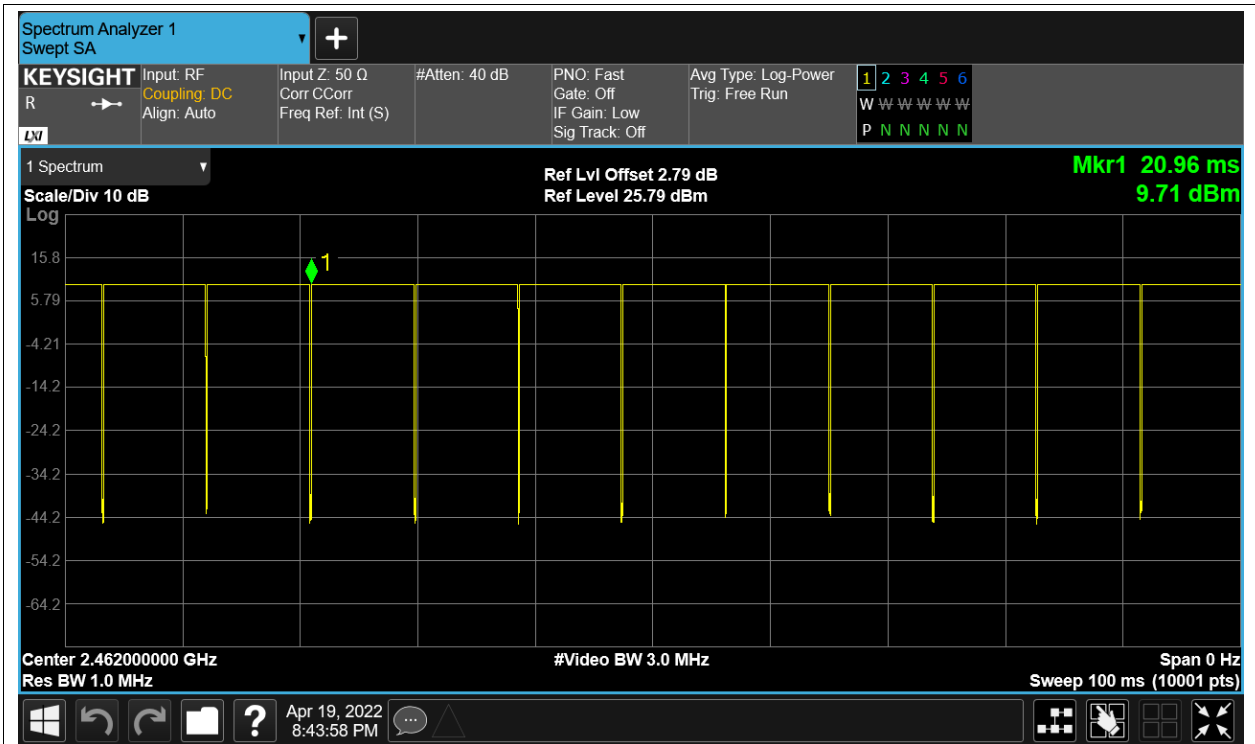 Spectrum Analyzer 1
Swept SA
KEYSIGHT
R
LXI
Input: RF
Coupling: DC
Align: Auto
Input Z: 50 Ω
Corr CCorr
Freq Ref: Int (S)
#Atten: 40 dB
PNO: Fast
Gate: Off
IF Gain: Low
Sig Track: Off
Avg Type: Log-Power
Trig: Free Run
1 2 3 4 5 6
W W W W W W
P N N N N N
1 Spectrum
Scale/Div 10 dB
Log
Ref Lvl Offset 2.79 dB
Ref Level 25.79 dBm
Mkr1 20.96 ms
9.71 dBm
1
15.8
5.79
-4.21
-14.2
-24.2
-34.2
-44.2
-54.2
-64.2
Center 2.462000000 GHz
#Video BW 3.0 MHz
Span 0 Hz
Res BW 1.0 MHz
Sweep 100 ms (10001 pts)
?
Apr 19, 2022
8:43:58 PM